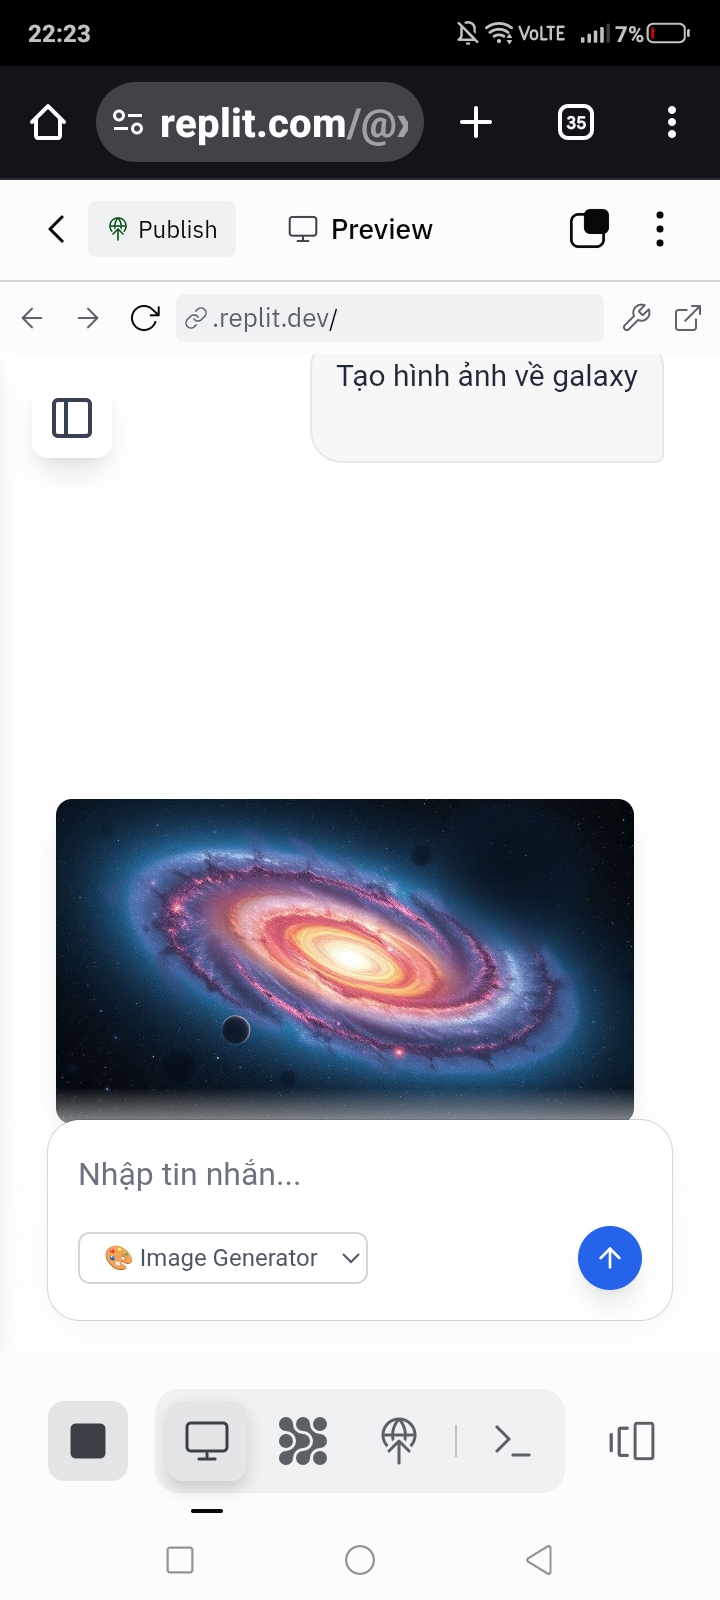 22:23
VoLTE 7%
replit.com/@
35
Publish
Preview
.replit.dev/
Tạo hình ảnh về galaxy
Nhập tin nhắn...
Image Generator